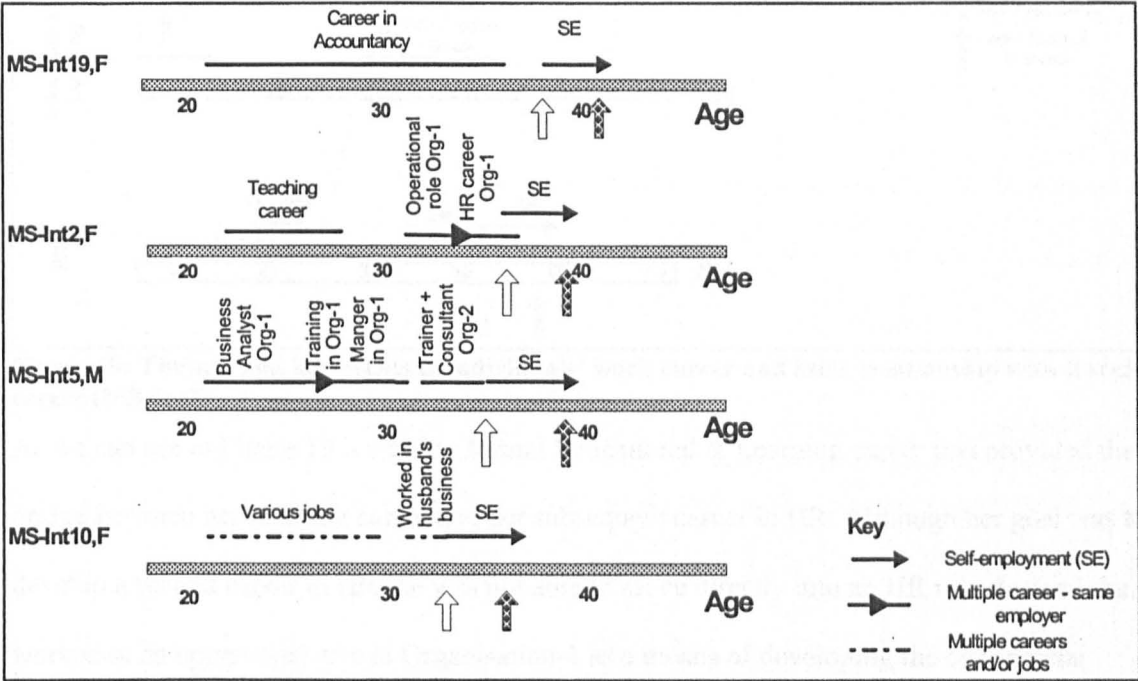 Career in
Accountancy
SE
MS-Int19,F
20
30
40
Age
Teaching
career
Operational
role Org-1
HR career
Org-1
SE
MS-Int2,F
20
30
40
Age
Business
Analyst
Org-1
Training
in Org-1
Manger
in Org-1
Trainer +
Consultant
Org-2
SE
MS-Int5,M
20
30
40
Age
Various jobs
Worked in
husband's
business
SE
MS-Int10,F
20
30
40
Age
Key
Self-employment (SE)
Multiple career - same
employer
Multiple careers
and/or jobs